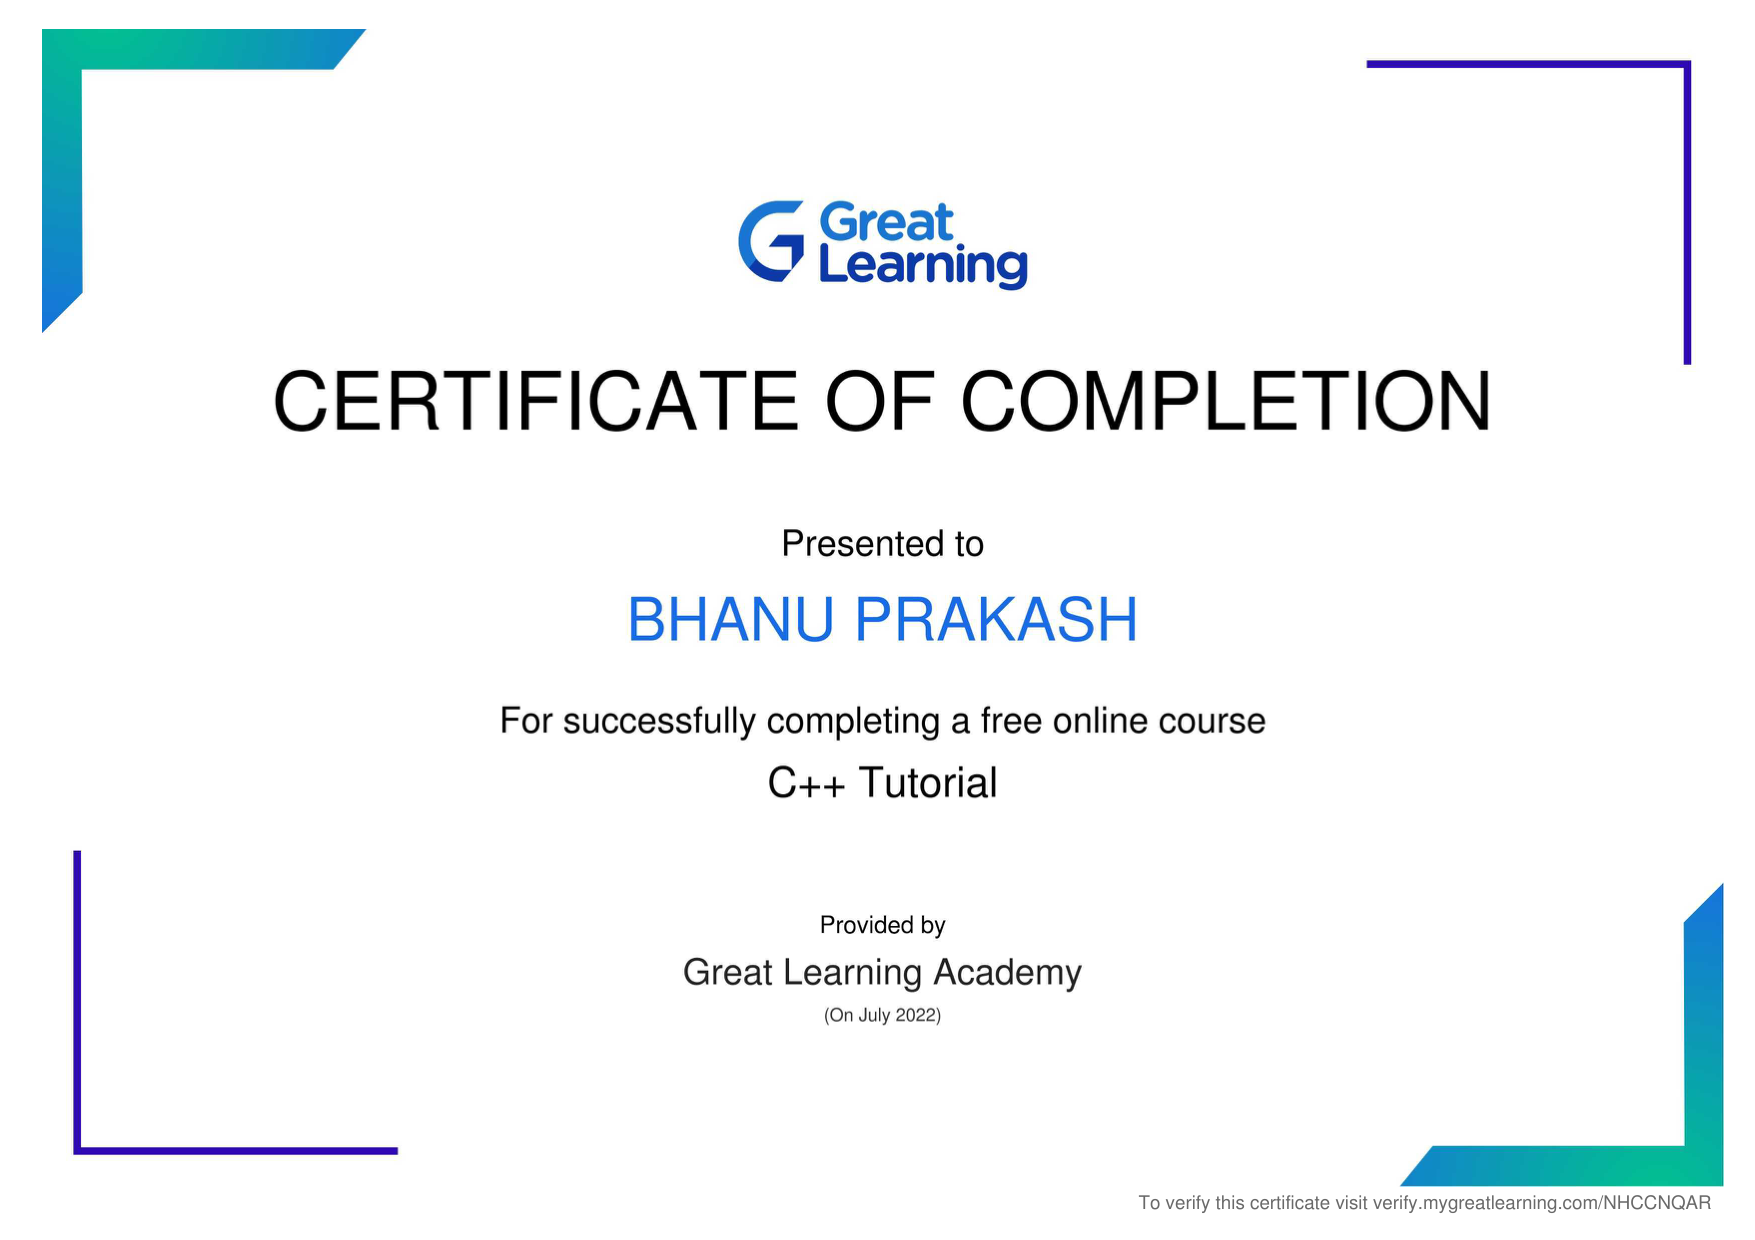 Great
Learning
CERTIFICATE OF COMPLETION
Presented to
BHANU PRAKASH
For successfully completing a free online course
C++ Tutorial
Provided by
Great Learning Academy
(On July 2022)
To verify this certificate visit verify.mygreatlearning.com/NHCCNQAR